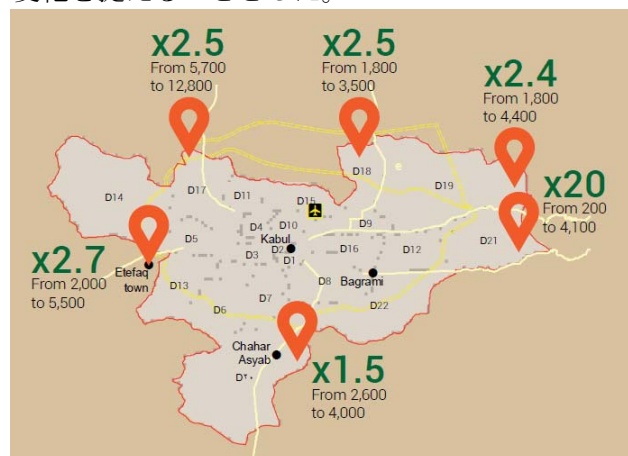 x2.5
From 5,700
to 12,800
x2.5
From 1,800
to 3,500
x2.4
From 1,800
to 4,400
x20
From 200
to 4,100
x2.7
From 2,000
to 5,500
x1.5
From 2,600
to 4,000
D14
D17
D11
D15
D18
D19
D4
D10
D9
D5
Kabul
D2
D3
D1
D16
D12
D21
Etefaq
town
D13
D8
Bagrami
D7
D6
D22
Chahar
Asyab
D۲۰